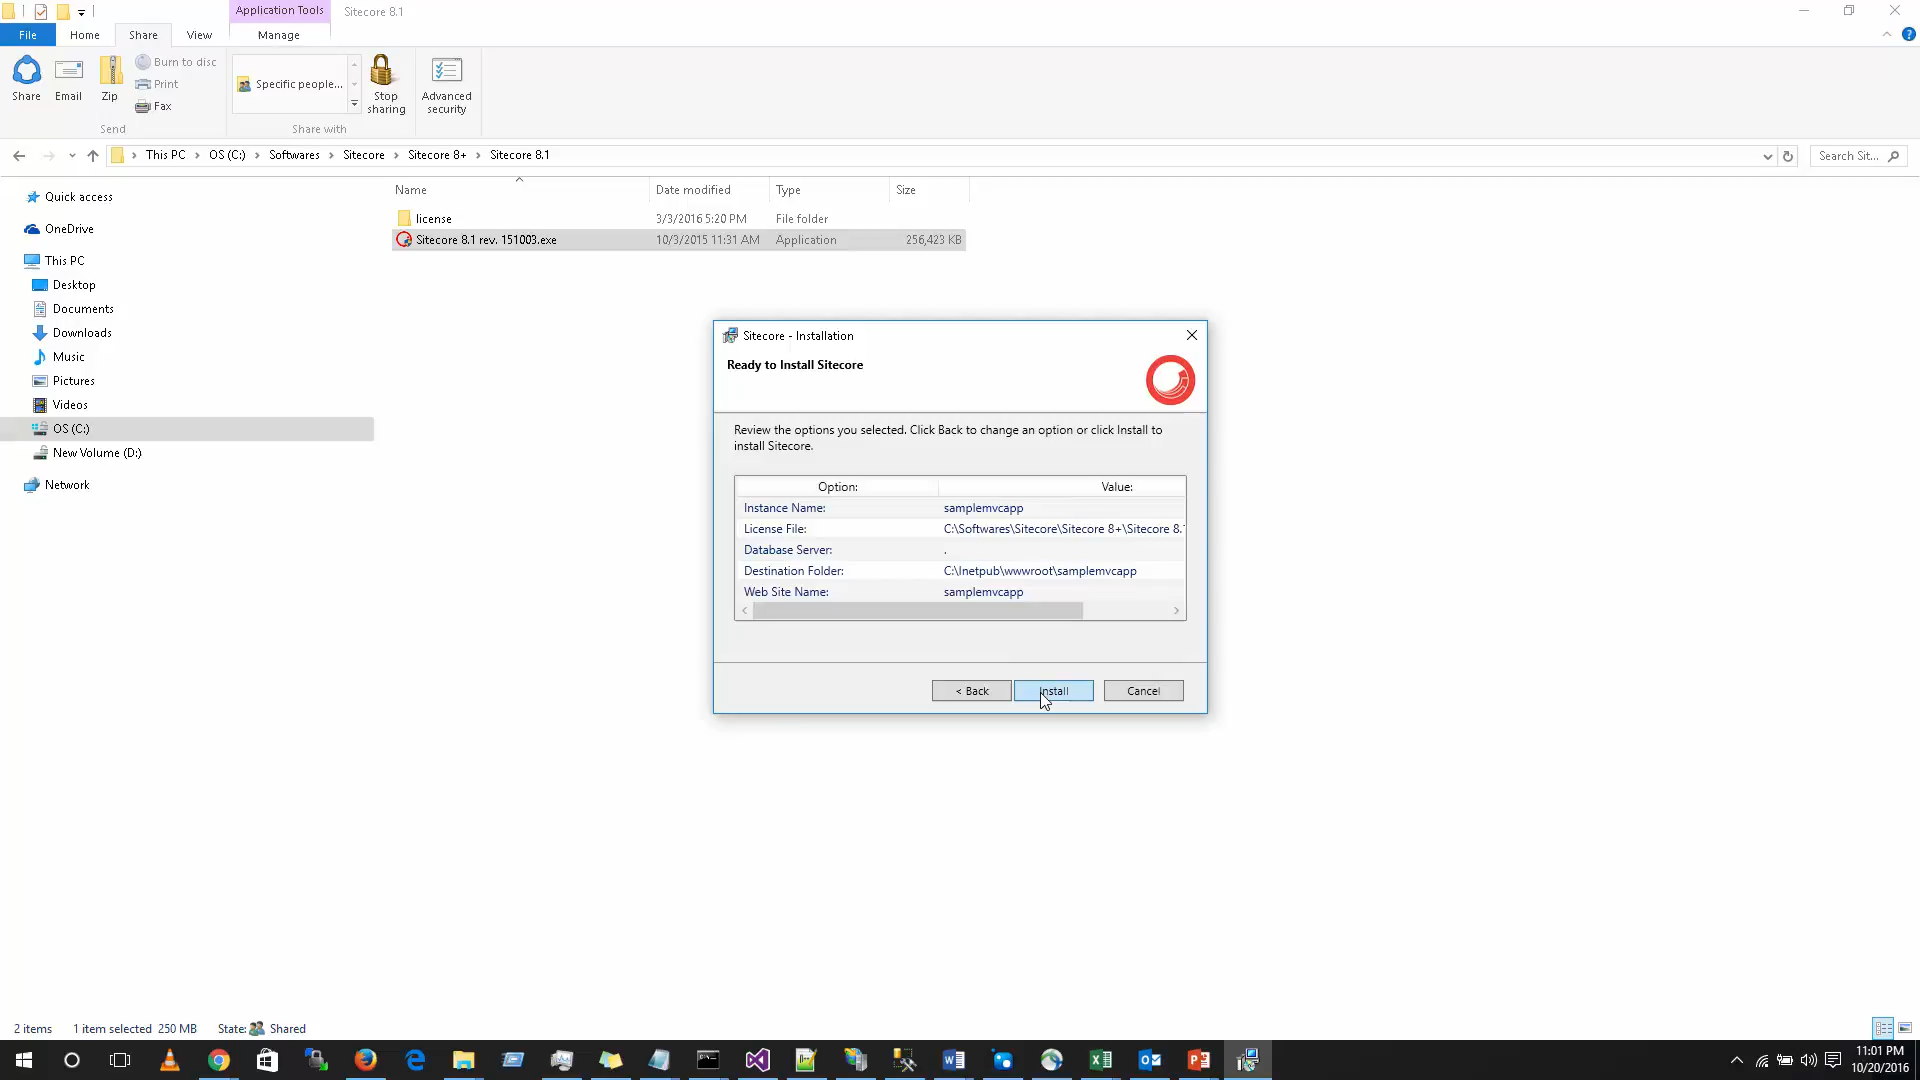 Application Tools
Sitecore 8.1
File
Home
Share
View
Manage
Share
Email
Zip
Burn to disc
Print
Fax
Send
Specific people...
Share with
Stop
sharing
Advanced
security
This PC
OS (C:)
Softwares
Sitecore
Sitecore 8+
Sitecore 8.1
Search Sit...
Name
Date modified
Type
Size
license
3/3/2016 5:20 PM
File folder
Sitecore 8.1 rev. 151003.exe
10/3/2015 11:31 AM
Application
256,423 KB
Quick access
OneDrive
This PC
Desktop
Documents
Downloads
Music
Pictures
Videos
OS (C:)
New Volume (D:)
Network
Sitecore - Installation
Ready to Install Sitecore
Review the options you selected. Click Back to change an option or click Install to
install Sitecore.
Option:
Value:
Instance Name:
samplemvcapp
License File:
C:\Softwares\Sitecore\Sitecore 8+\Sitecore 8.
Database Server:
.
Destination Folder:
C:\Inetpub\wwwroot\samplemvcapp
Web Site Name:
samplemvcapp
< Back
Install
Cancel
2 items
1 item selected
250 MB
State:
Shared
11:01 PM
10/20/2016